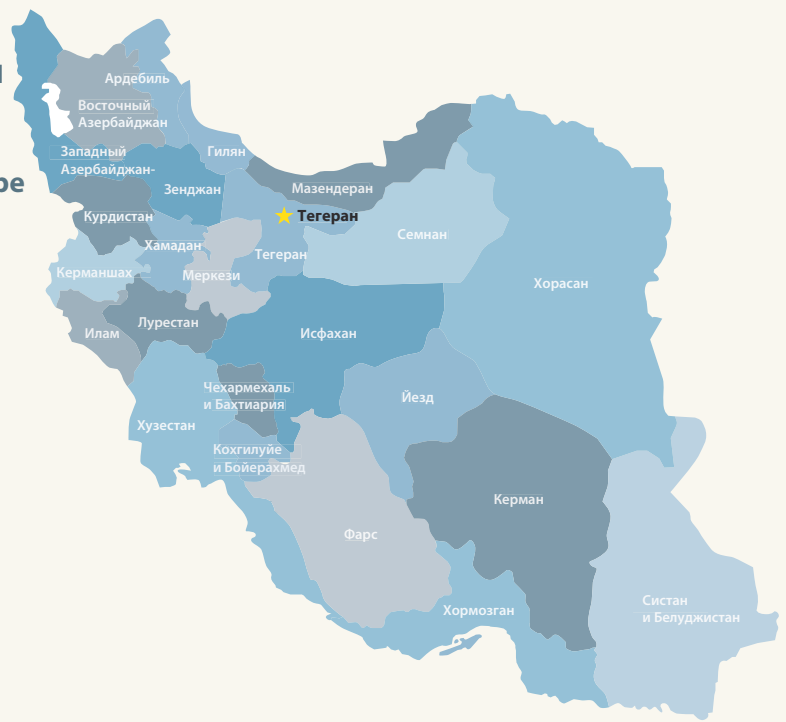 Ардебиль
Восточный
Азербайджан
Западный
Азербайджан-
Гилян
Зенджан
Мазендеран
ре
Курдистан
Тегеран
Хамадан
Тегеран
Семнан
Керманшах
Меркези
Хорасан
Лурестан
Илам
Исфахан
Чехармехаль
и Бахтиария
Йезд
Хузестан
Кохгилуйе
и Бойерахмед
Керман
Фарс
Хормозган
Систан
и Белуджистан